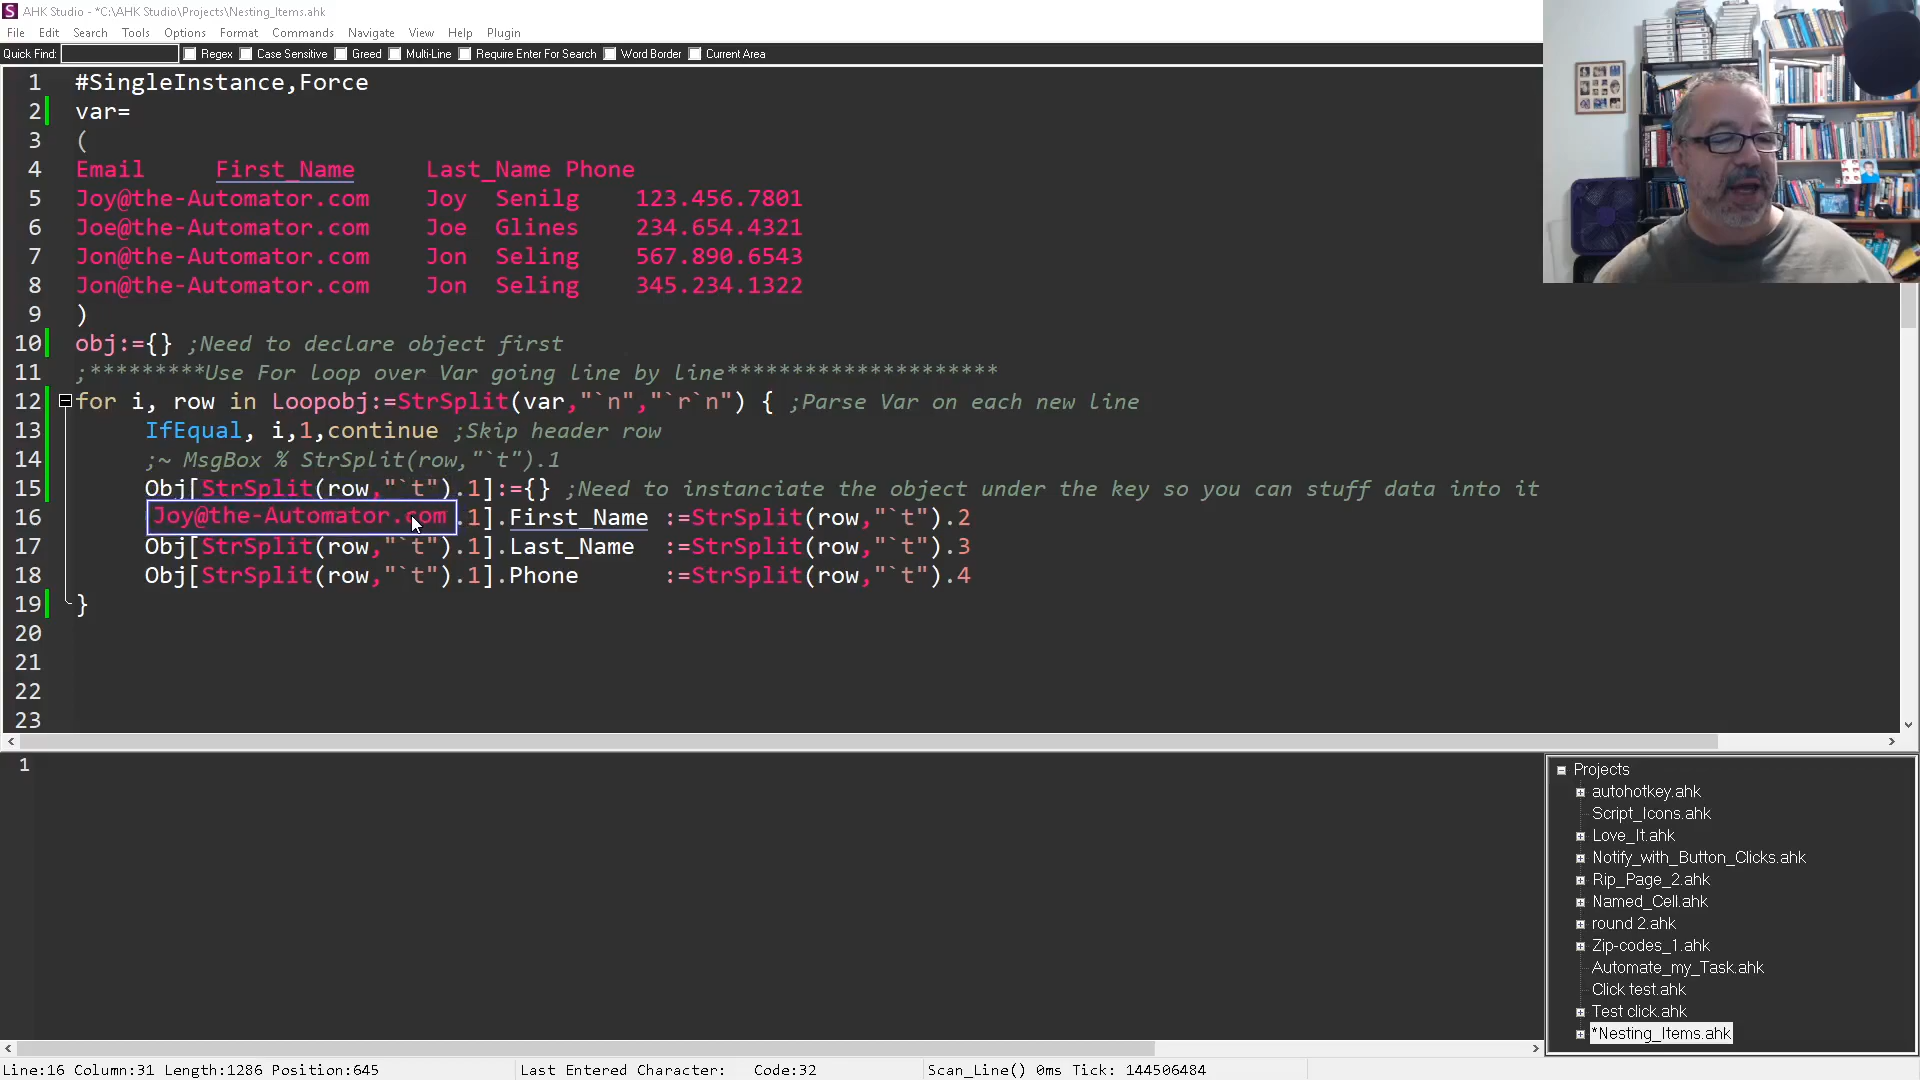 AHK Studio - *C:\AHK Studio\Projects\Nesting_Items.ahk
File Edit Search Tools Options Format Commands Navigate View Help Plugin
Quick Find: Regex Case Sensitive Greed Multi-Line Require Enter For Search Word Border Current Area
1 #SingleInstance,Force
2 var=
3 (
4 Email First_Name Last_Name Phone
5 Joy@the-Automator.com Joy Senilg 123.456.7801
6 Joe@the-Automator.com Joe Glines 234.654.4321
7 Jon@the-Automator.com Jon Seling 567.890.6543
8 Jon@the-Automator.com Jon Seling 345.234.1322
9 )
10 obj:={} ;Need to declare object first
11 ;*********Use For loop over Var going line by line*********************
12 for i, row in Loopobj:=StrSplit(var,"`n","`r`n") { ;Parse Var on each new line
13 IfEqual, i,1,continue ;Skip header row
14 ;~ MsgBox % StrSplit(row,"`t").1
15 Obj[StrSplit(row,"`t").1]:={} ;Need to instanciate the object under the key so you can stuff data into it
16 Joy@the-Automator.com .1].First_Name :=StrSplit(row,"`t").2
17 Obj[StrSplit(row,"`t").1].Last_Name :=StrSplit(row,"`t").3
18 Obj[StrSplit(row,"`t").1].Phone :=StrSplit(row,"`t").4
19 }
20
21
22
23
1
Projects
autohotkey.ahk
Script_Icons.ahk
Love_It.ahk
Notify_with_Button_Clicks.ahk
Rip_Page_2.ahk
Named_Cell.ahk
round 2.ahk
Zip-codes_1.ahk
Automate_my_Task.ahk
Click test.ahk
Test click.ahk
*Nesting_Items.ahk
Line:16 Column:31 Length:1286 Position:645 Last Entered Character: Code:32 Scan_Line() 0ms Tick: 144506484